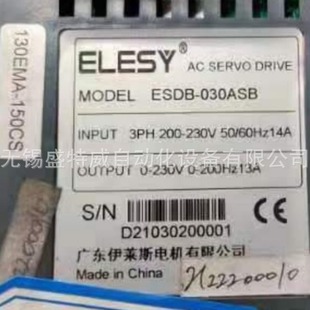 130EMA-150CS
ELESY® AC SERVO DRIVE
MODEL ESDB-030ASB
INPUT 3PH 200-230V 50/60Hz14A
无锡盛特威自动化设备有限公司
OUTPUT 0-230V 0-200Hz13A
S/N
D21030200001
CE
广东伊莱斯电机有限公司
Made in China
2122200010